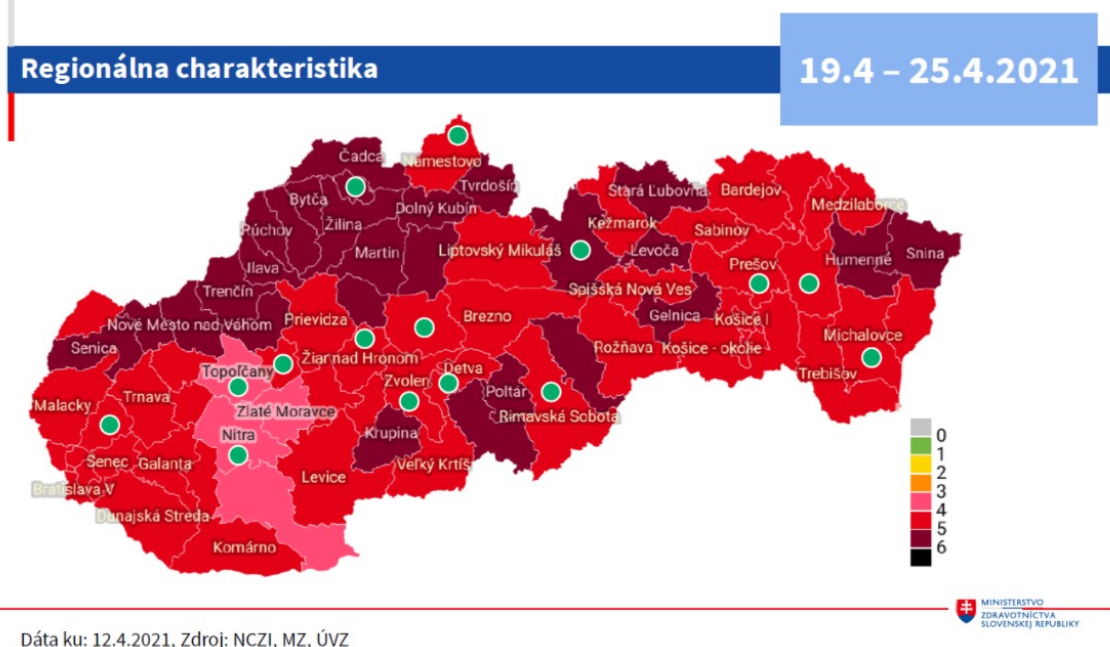 Regionálna charakteristika
19.4 – 25.4.2021
Čadca
Námestovo
Tvrdošín
Bytča
Dolný Kubín
Stará Ľubovňa
Bardejov
Medzilaborce
Púchov
Žilina
Kežmarok
Sabinov
Martin
Liptovský Mikuláš
Levoča
Humenné
Snina
Ilava
Prešov
Trenčín
Spišská Nová Ves
Nové Mesto nad Váhom
Prievidza
Brezno
Gelnica
Košice I
Senica
Žiar nad Hronom
Rožňava
Košice - okolie
Michalovce
Topoľčany
Zvolen
Detva
Trebišov
Malacky
Trnava
Poltár
Zlaté Moravce
Rimavská Sobota
Nitra
Krupina
Senec
Galanta
Veľký Krtíš
Levice
Bratislava V
Dunajská Streda
Komárno
0
1
2
3
4
5
6
MINISTERSTVO
ZDRAVOTNÍCTVA
SLOVENSKEJ REPUBLIKY
Dáta ku: 12.4.2021, Zdroj: NCZI, MZ, ÚVZ